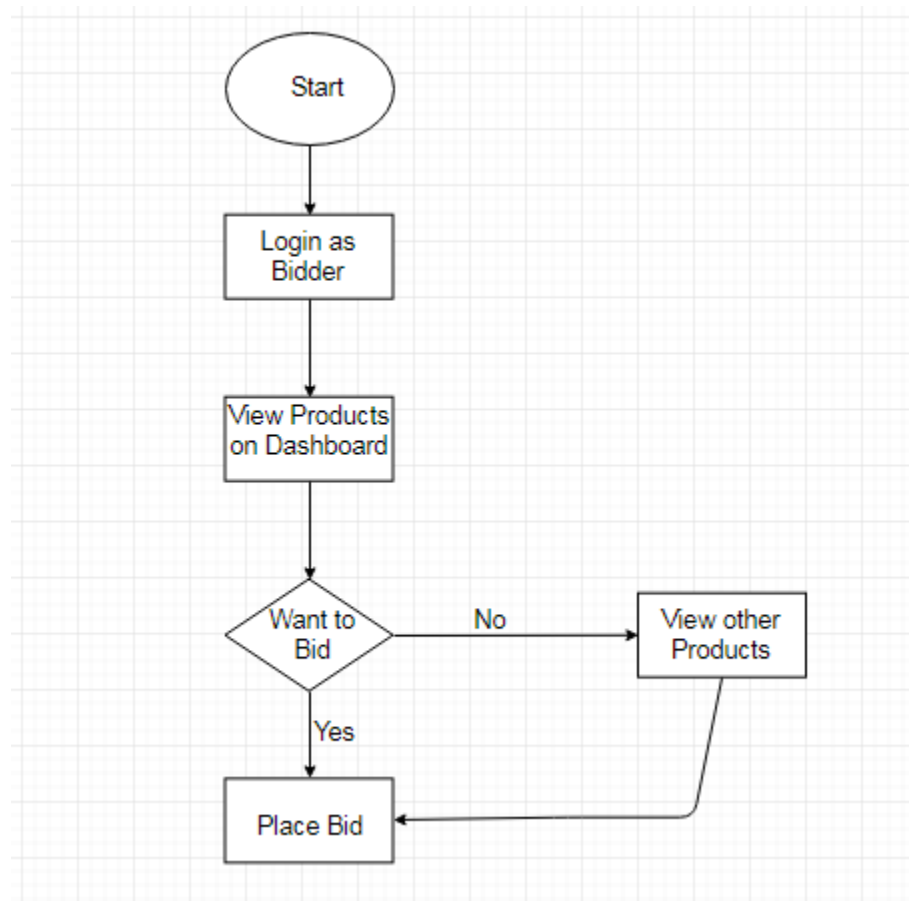 Start
Login as
Bidder
View Products
on Dashboard
Want to
Bid
No
View other
Products
Yes
Place Bid